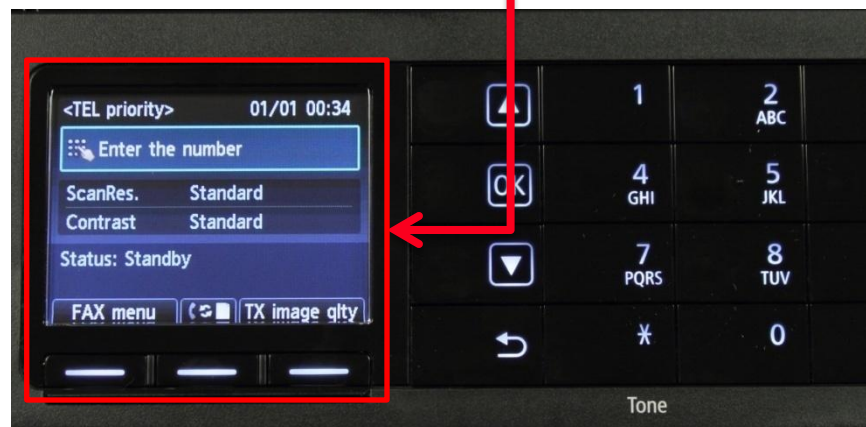 <TEL priority> 01/01 00:34
Enter the number
ScanRes. Standard
Contrast Standard
Status: Standby
FAX menu TX image qlty
1 2
ABC
OK 4 5
GHI JKL
7 8
PQRS TUV
* 0
Tone